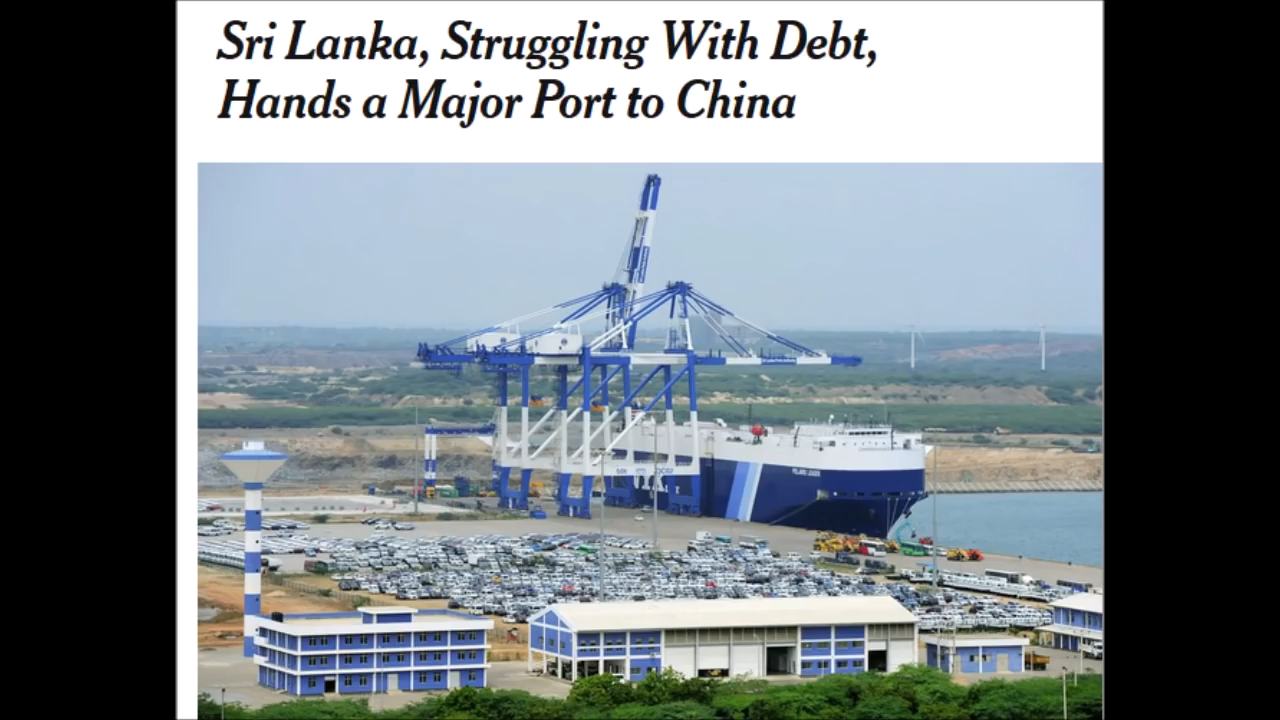 Sri Lanka, Struggling With Debt,
Hands a Major Port to China